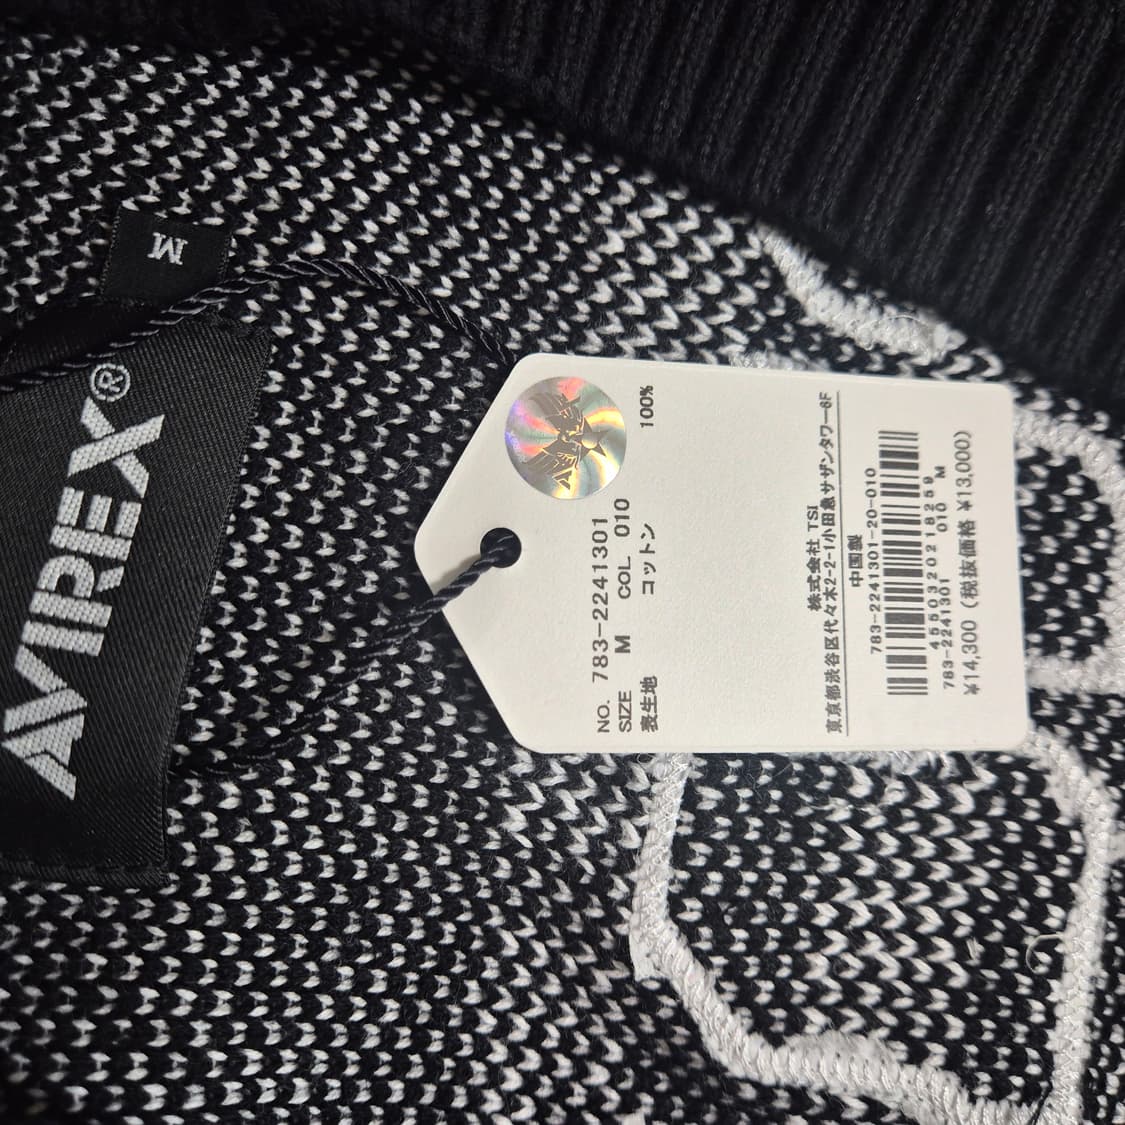 M
AVIREX®
NO. 783-2241301
SIZE M COL 010
表生地 コットン 100%
株式会社 TSI
東京都渋谷区代々木2-2-1小田急サザンタワー8F
中国製
783-2241301-20-010
4550320218259
783-2241301 010 M
¥14,300 (税抜価格 ¥13,000)